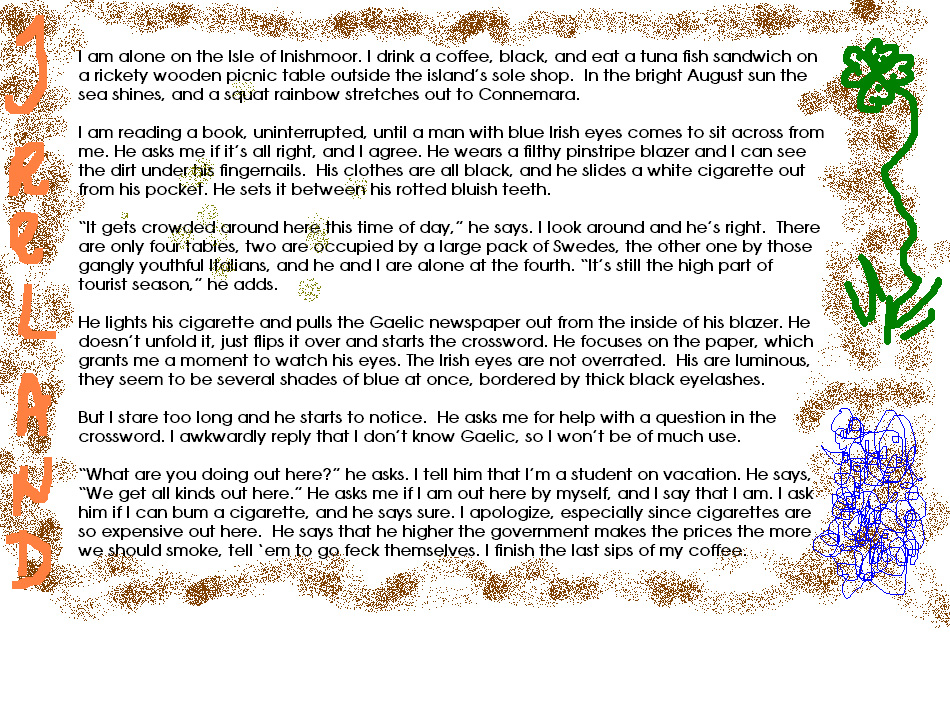 IReLAND
I am alone on the Isle of Inishmoor. I drink a coffee, black, and eat a tuna fish sandwich on
a rickety wooden picnic table outside the island's sole shop.  In the bright August sun the
sea shines, and a squat rainbow stretches out to Connemara.
I am reading a book, uninterrupted, until a man with blue Irish eyes comes to sit across from
me. He asks me if it's all right, and I agree. He wears a filthy pinstripe blazer and I can see
the dirt under his fingernails.  His clothes are all black, and he slides a white cigarette out
from his pocket. He sets it between his rotted bluish teeth.
"It gets crowded around here this time of day," he says. I look around and he's right.  There
are only four tables, two are occupied by a large pack of Swedes, the other one by those
gangly youthful Italians, and he and I are alone at the fourth. "It's still the high part of
tourist season," he adds.
He lights his cigarette and pulls the Gaelic newspaper out from the inside of his blazer. He
doesn't unfold it, just flips it over and starts the crossword. He focuses on the paper, which
grants me a moment to watch his eyes. The Irish eyes are not overrated.  His are luminous,
they seem to be several shades of blue at once, bordered by thick black eyelashes.
But I stare too long and he starts to notice.  He asks me for help with a question in the
crossword. I awkwardly reply that I don't know Gaelic, so I won't be of much use.
"What are you doing out here?" he asks. I tell him that I'm a student on vacation. He says,
"We get all kinds out here." He asks me if I am out here by myself, and I say that I am. I ask
him if I can bum a cigarette, and he says sure. I apologize, especially since cigarettes are
so expensive out here.  He says that he higher the government makes the prices the more
we should smoke, tell `em to go feck themselves. I finish the last sips of my coffee.